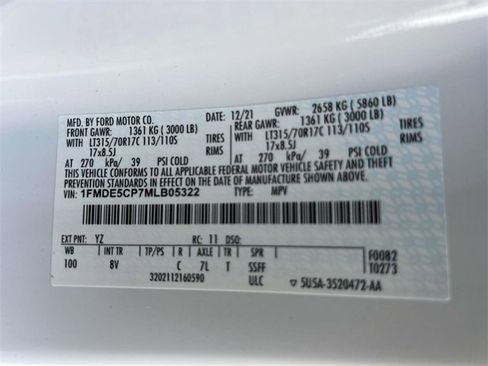 MFD. BY FORD MOTOR CO. DATE: 12/21 GVWR: 2658 KG (5860 LB)
FRONT GAWR: 1361 KG (3000 LB) REAR GAWR: 1361 KG (3000 LB)
WITH LT315/70R17C 113/110S TIRES WITH LT315/70R17C 113/110S TIRES
17x8.5J RIMS 17x8.5J RIMS
AT 270 kPa/ 39 PSI COLD AT 270 kPa/ 39 PSI COLD
THIS VEHICLE CONFORMS TO ALL APPLICABLE FEDERAL MOTOR VEHICLE SAFETY AND THEFT
PREVENTION STANDARDS IN EFFECT ON THE DATE OF MANUFACTURE SHOWN ABOVE.
VIN: 1FMDE5CP7MLB05322 TYPE: MPV
EXT PNT: YZ RC: 11 DSO:
WB INT TR TP/PS R AXLE TR SPR
100 8V C 7L T SSFF
F0082
T0273
3202112160590 ULC ▽ 5U5A-3520472-AA